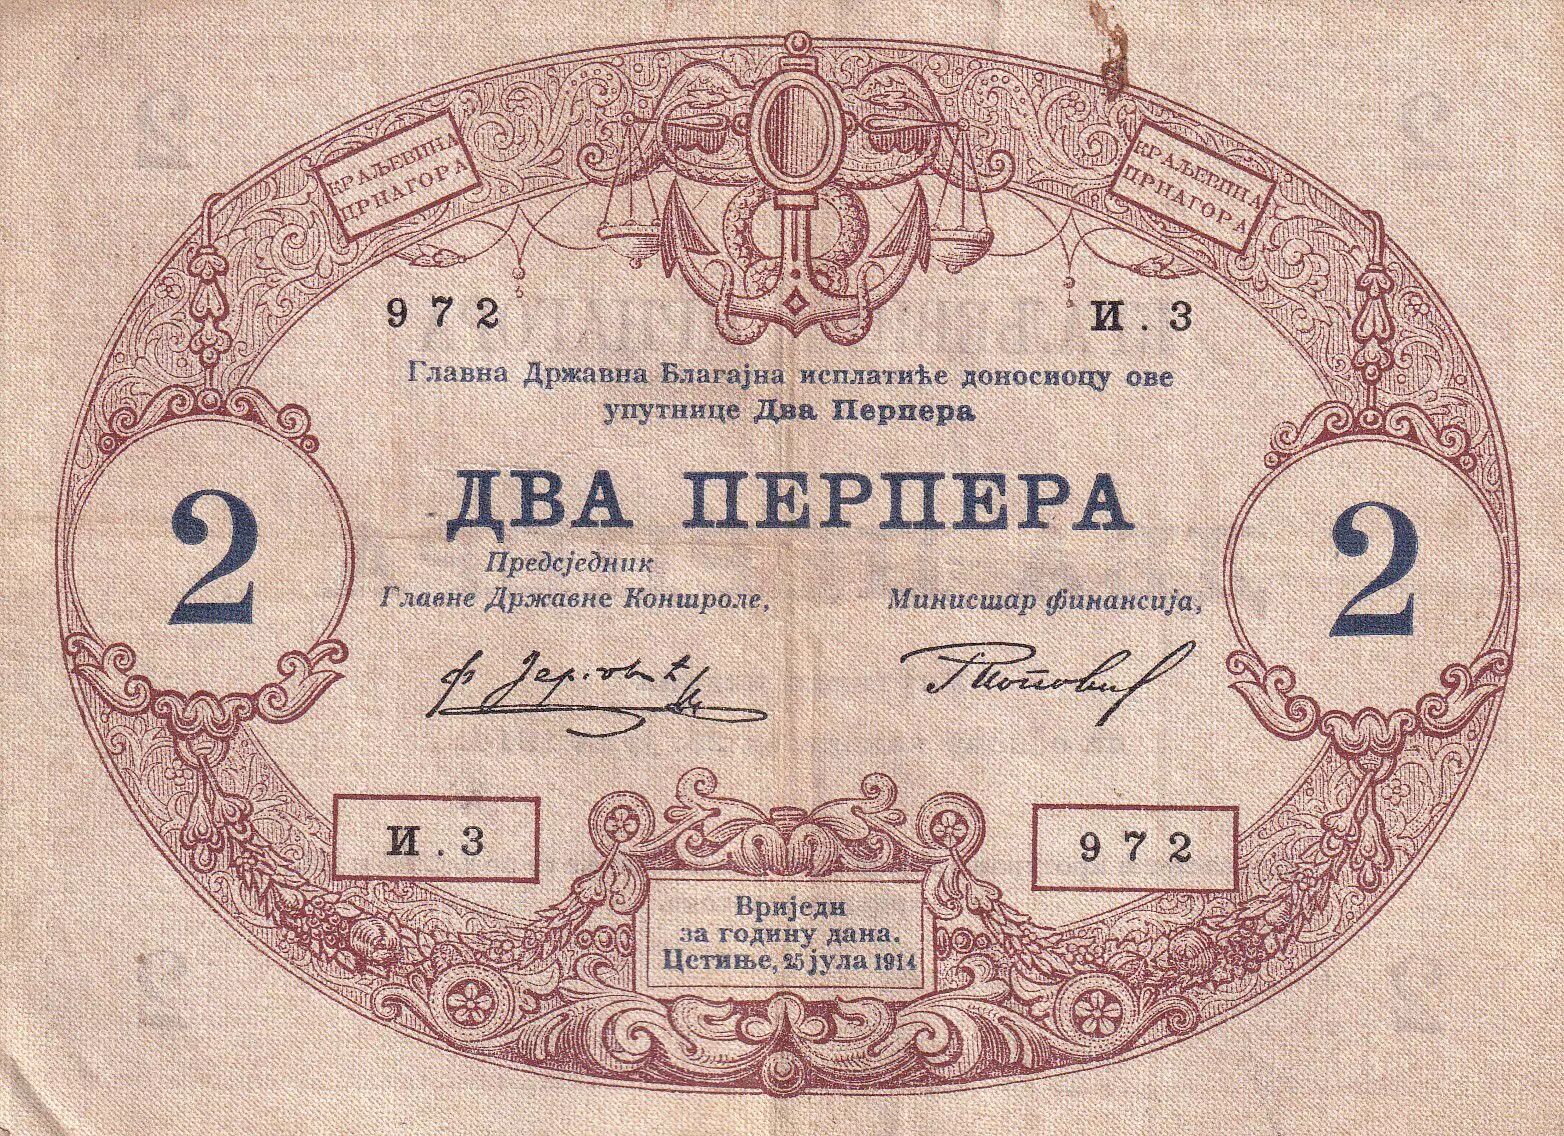 КРАЉЕВИНА
ЦРНАГОРА
КРАЉЕВИНА
ЦРНАГОРА
972
И.3
Главна Државна Благајна исплатиће доносиоцу ове
упутнице Два Перпера
ДВА ПЕРПЕРА
2
2
Предсједник
Главне Државне Контроле,
Министар финансија,
И.3
972
Вриједи
за годину дана.
Цетиње, 25 јула 1914